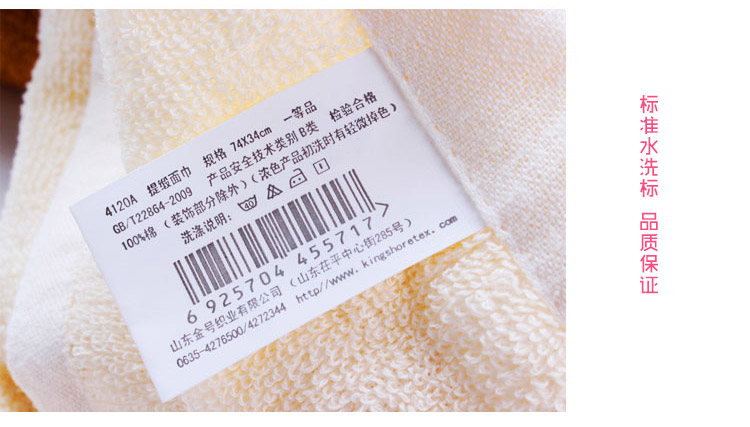 4120A 提缎面巾 规格 74X34cm 一等品
GB/T22864-2009 产品安全技术类别 B类 检验合格
100%棉 (装饰部分除外)(浓色产品初洗时有轻微掉色)
洗涤说明: 40
6 925704 455717
山东金号织业有限公司 (山东茌平中心街285号)
0635-4276500/4272344 http//www. kingshoretex. com
标准水洗标 品质保证